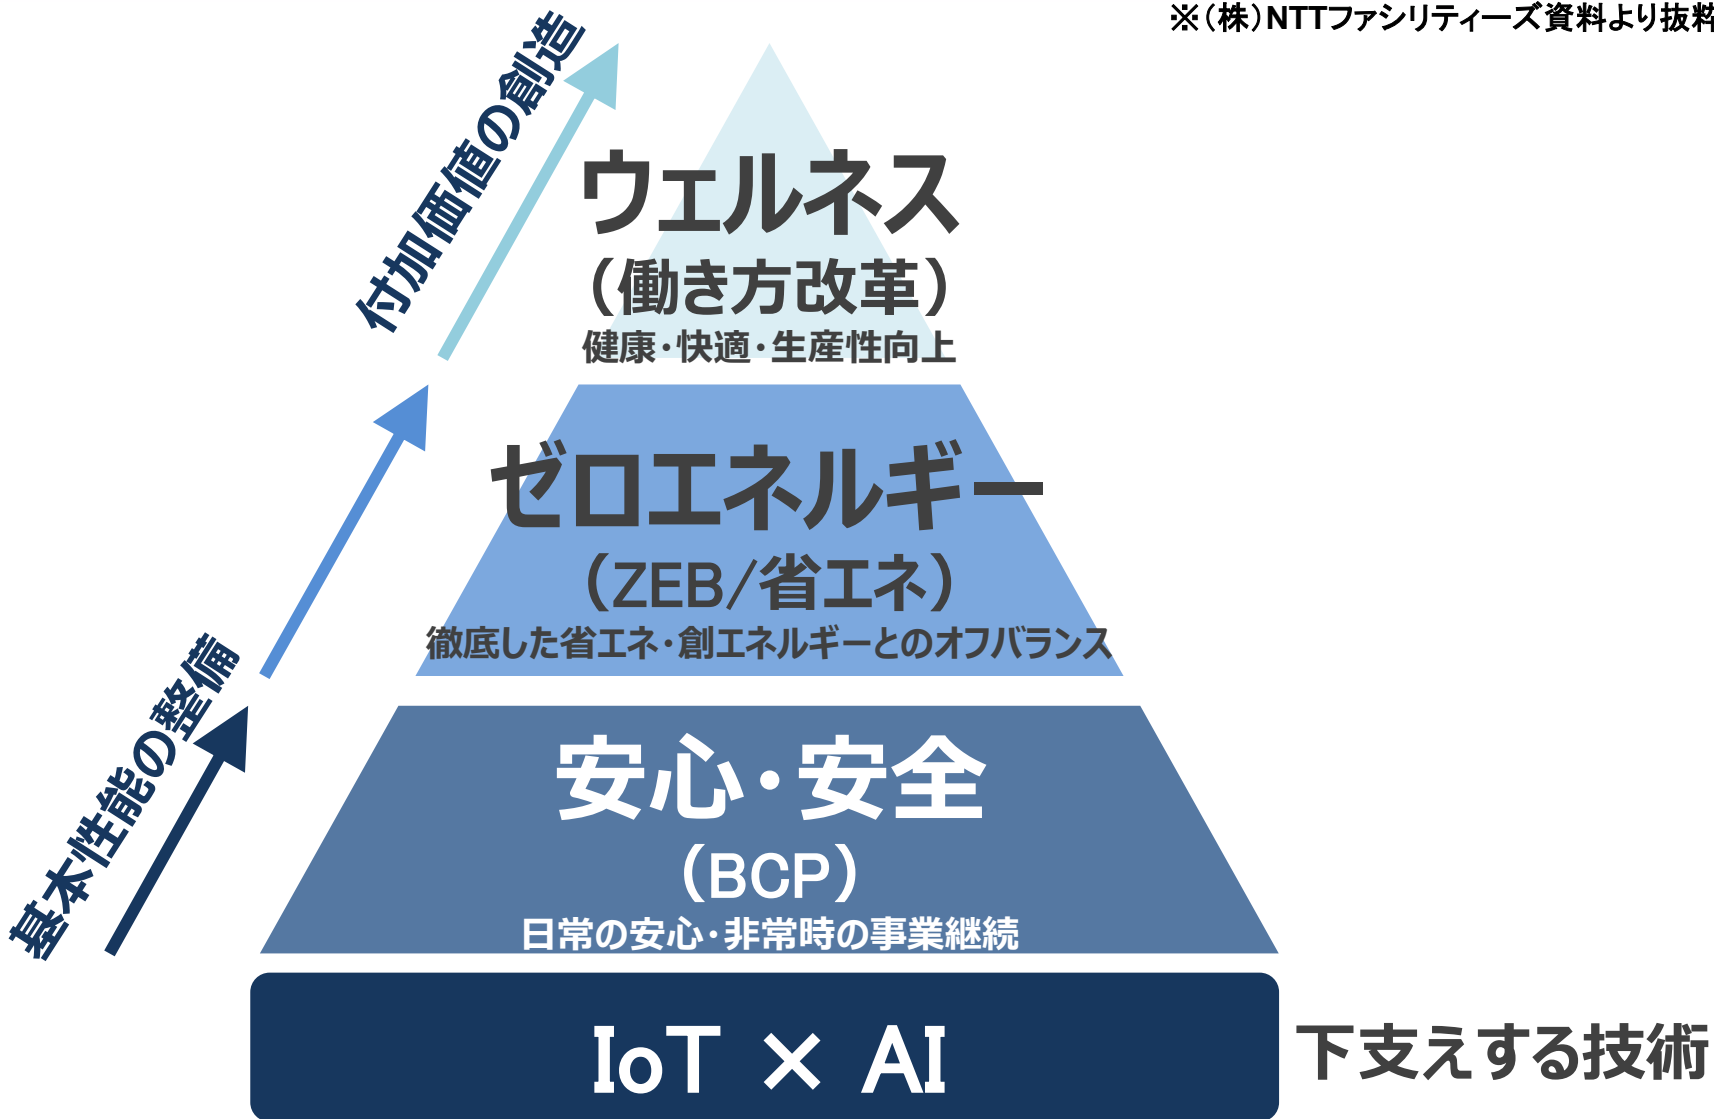 ※（株）NTTファシリティーズ資料より抜粋
付加価値の創造
ウェルネス
（働き方改革）
健康・快適・生産性向上
ゼロエネルギー
（ZEB/省エネ）
徹底した省エネ・創エネルギーとのオフバランス
基本性能の整備
安心・安全
（BCP）
日常の安心・非常時の事業継続
IoT × AI
下支えする技術